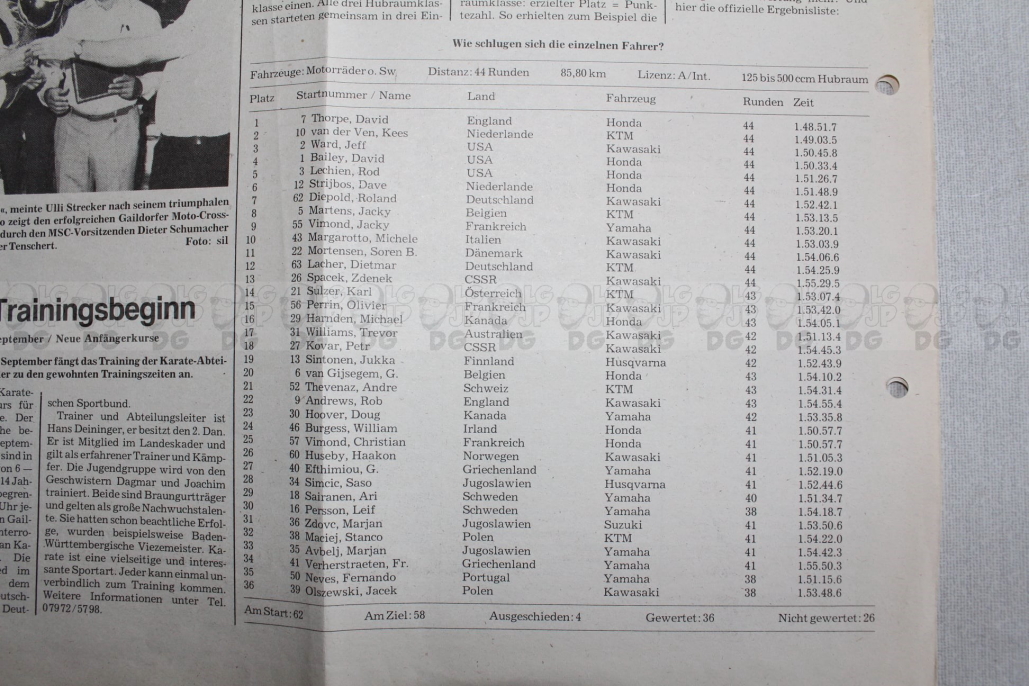 «, meinte Ulli Strecker nach seinem triumphalen
o zeigt den erfolgreichen Gaildorfer Moto-Cross-
durch den MSC-Vorsitzenden Dieter Schumacher
er Tenschert. Foto: sil
Trainingsbeginn
eptember / Neue Anfängerkurse
September fängt das Training der Karate-Abtei-
er zu den gewohnten Trainingszeiten an.
Karate-
urs für
e. Der
he be-
eptem-
sind in
on 6 —
14 Jah-
egren-
Uhr je-
n Gail-
nterro-
an Ka-
. Die
ed im
dem
utsch-
Deut-
schen Sportbund.
Trainer und Abteilungsleiter ist
Hans Deininger, er besitzt den 2. Dan.
Er ist Mitglied im Landeskader und
gilt als erfahrener Trainer und Kämp-
fer. Die Jugendgruppe wird von den
Geschwistern Dagmar und Joachim
trainiert. Beide sind Braungurtträger
und gelten als große Nachwuchstalen-
te. Sie hatten schon beachtliche Erfol-
ge, wurden beispielsweise Baden-
Württembergische Viezemeister. Ka-
rate ist eine vielseitige und interes-
sante Sportart. Jeder kann einmal un-
verbindlich zum Training kommen.
Weitere Informationen unter Tel.
07972/5798.
klasse einen. Alle drei Hubraumklas-
sen starteten gemeinsam in drei Ein-
raumklasse: erzielter Platz = Punk-
tezahl. So erhielten zum Beispiel die
hier die offizielle Ergebnisliste:
Wie schlugen sich die einzelnen Fahrer?
Fahrzeuge: Motorräder o. Sw Distanz: 44 Runden 85,80 km Lizenz: A/Int. 125 bis 500 ccm Hubraum
Platz Startnummer / Name Land Fahrzeug Runden Zeit
1 7 Thorpe, David England Honda 44 1.48.51.7
2 10 van der Ven, Kees Niederlande KTM 44 1.49.03.5
3 2 Ward, Jeff USA Kawasaki 44 1.50.45.8
4 1 Bailey, David USA Honda 44 1.50.33.4
5 3 Lechien, Rod USA Honda 44 1.51.26.7
6 12 Strijbos, Dave Niederlande Honda 44 1.51.48.9
7 62 Diepold, Roland Deutschland Kawasaki 44 1.52.42.1
8 5 Martens, Jacky Belgien KTM 44 1.53.13.5
9 55 Vimond, Jacky Frankreich Yamaha 44 1.53.20.1
10 43 Margarotto, Michele Italien Kawasaki 44 1.53.03.9
11 22 Mortensen, Soren B. Dänemark Kawasaki 44 1.54.06.6
12 63 Lacher, Dietmar Deutschland KTM 44 1.54.25.9
13 26 Spacek, Zdenek CSSR Kawasaki 44 1.55.29.5
14 21 Sulzer, Karl Österreich KTM 43 1.53.07.4
15 56 Perrin, Olivier Frankreich Kawasaki 43 1.53.42.0
16 29 Harnden, Michael Kanada Honda 43 1.54.05.1
17 31 Williams, Trevor Australien Kawasaki 42 1.51.13.4
18 27 Kovar, Petr CSSR Kawasaki 42 1.54.45.3
19 13 Sintonen, Jukka Finnland Husqvarna 43 1.52.43.9
20 6 van Gijsegem, G. Belgien Honda 43 1.54.10.2
21 52 Thevenaz, Andre Schweiz KTM 43 1.54.31.4
22 9 Andrews, Rob England Kawasaki 43 1.54.55.4
23 30 Hoover, Doug Kanada Yamaha 42 1.53.35.8
24 46 Burgess, William Irland Honda 41 1.50.57.7
25 57 Vimond, Christian Frankreich Honda 41 1.50.57.7
26 60 Huseby, Haakon Norwegen Kawasaki 41 1.51.05.3
27 40 Efthimiou, G. Griechenland Yamaha 41 1.52.19.0
28 34 Simcic, Saso Jugoslawien Husqvarna 41 1.52.44.6
29 18 Sairanen, Ari Schweden Yamaha 40 1.51.34.7
30 16 Persson, Leif Schweden Yamaha 38 1.54.18.7
31 36 Zdovc, Marjan Jugoslawien Suzuki 41 1.53.50.6
32 38 Maciej, Stanco Polen KTM 41 1.54.22.0
33 35 Avbelj, Marjan Jugoslawien Yamaha 41 1.54.42.3
34 41 Verherstraeten, Fr. Griechenland Yamaha 41 1.55.50.3
35 50 Neves, Fernando Portugal Yamaha 38 1.51.15.6
36 39 Olszewski, Jacek Polen Kawasaki 38 1.53.48.6
Am Start: 62 Am Ziel: 58 Ausgeschieden: 4 Gewertet: 36 Nicht gewertet: 26